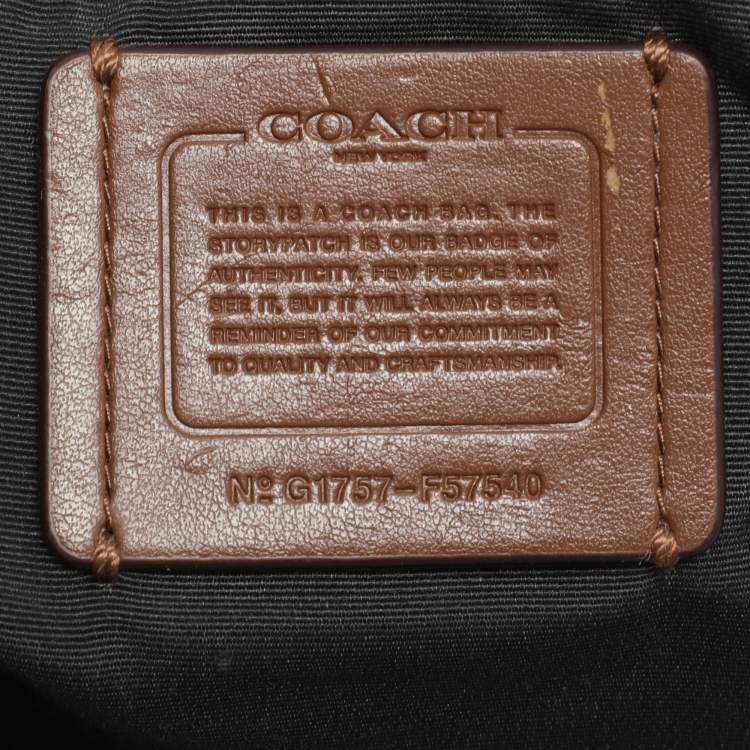 COACH
NEW YORK
THIS IS A COACH BAG. THE
STORYPATCH IS OUR BADGE OF
AUTHENTICITY. FEW PEOPLE MAY
SEE IT, BUT IT WILL ALWAYS BE A
REMINDER OF OUR COMMITMENT
TO QUALITY AND CRAFTSMANSHIP.
Nº G1757-F57540